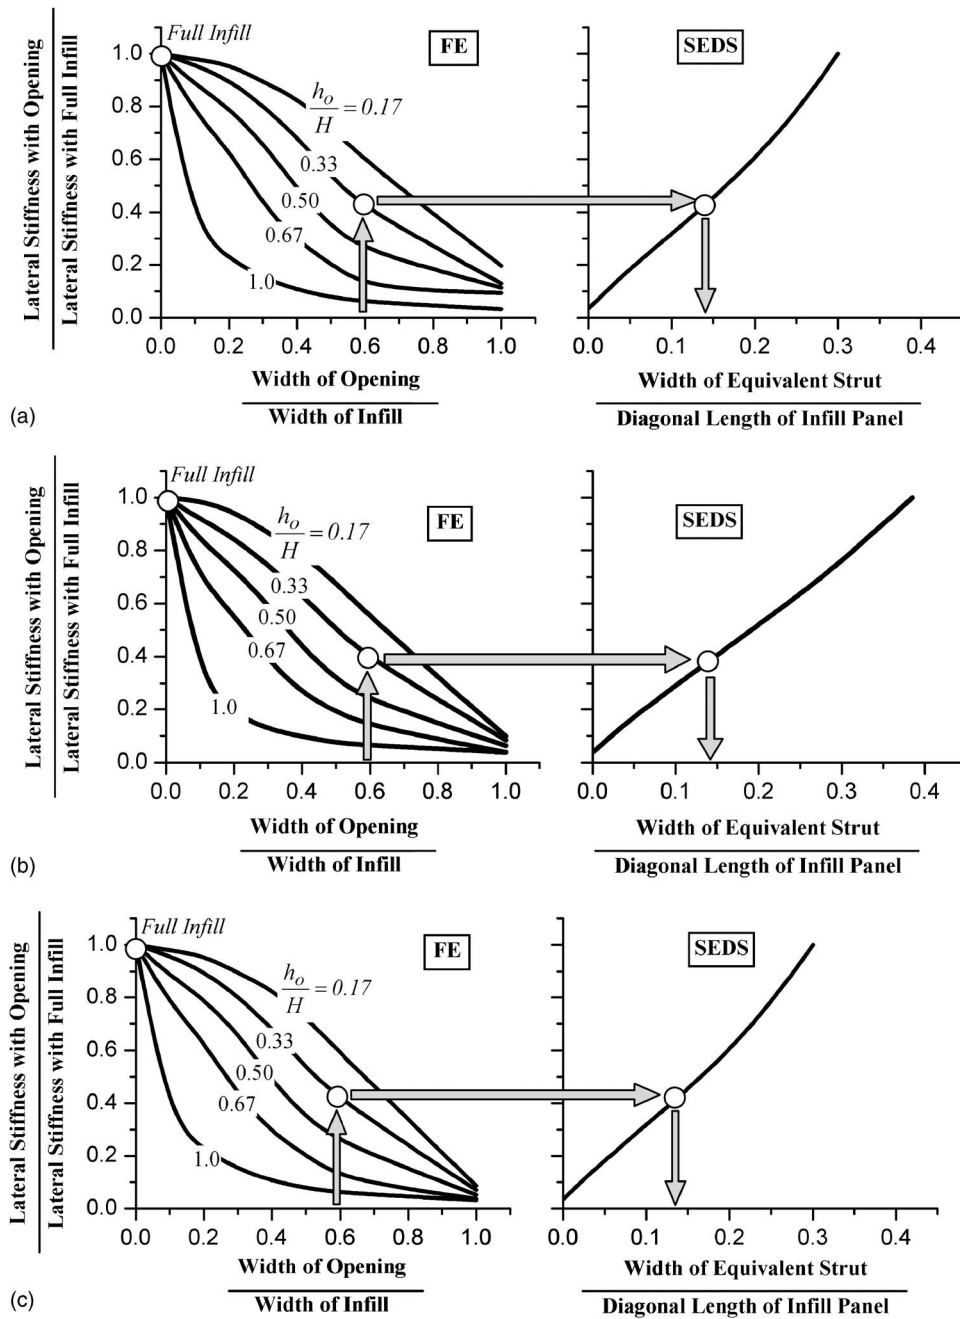 Full Infill
FE
SEDS
Lateral Stiffness with Opening
Lateral Stiffness with Full Infill
1.0
0.8
0.6
0.4
0.2
0.0
h_o
H = 0.17
0.33
0.50
0.67
1.0
0.0 0.2 0.4 0.6 0.8 1.0
0.0 0.1 0.2 0.3 0.4
Width of Opening
Width of Infill
Width of Equivalent Strut
Diagonal Length of Infill Panel
(a)
Full Infill
FE
SEDS
Lateral Stiffness with Opening
Lateral Stiffness with Full Infill
1.0
0.8
0.6
0.4
0.2
0.0
h_o
H = 0.17
0.33
0.50
0.67
1.0
0.0 0.2 0.4 0.6 0.8 1.0
0.0 0.1 0.2 0.3 0.4
Width of Opening
Width of Infill
Width of Equivalent Strut
Diagonal Length of Infill Panel
(b)
Full Infill
FE
SEDS
Lateral Stiffness with Opening
Lateral Stiffness with Full Infill
1.0
0.8
0.6
0.4
0.2
0.0
h_o
H = 0.17
0.33
0.50
0.67
1.0
0.0 0.2 0.4 0.6 0.8 1.0
0.0 0.1 0.2 0.3 0.4
Width of Opening
Width of Infill
Width of Equivalent Strut
Diagonal Length of Infill Panel
(c)